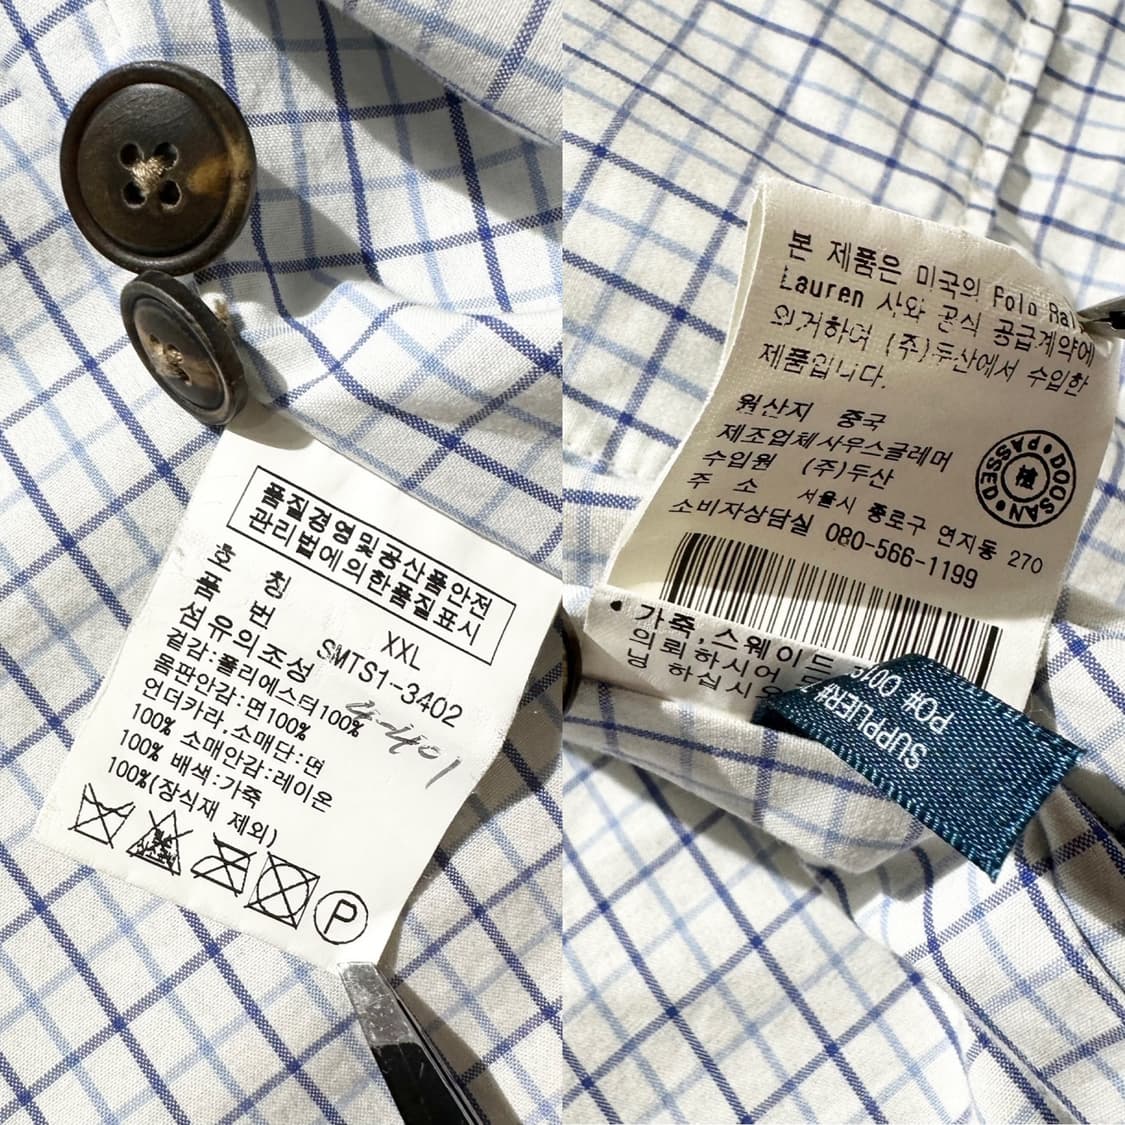 품질경영및공산품안전
관리법에의한품질표시
호 칭 XXL
품 번 SMTS1-3402
섬유의조성
겉감:폴리에스터100%
몸판안감:면100%
언더카라,소매단:면
100% 소매안감:레이온
100% 배색:가죽
100%(장식재 제외)
P
본 제품은 미국의 Polo Ral
Lauren 사와 공식 공급계약에
의거하여 (주)두산에서 수입한
제품입니다.
원산지 중국
제조업체 사우스글레머
수입원 (주)두산
주 소 서울시 종로구 연지동 270
소비자상담실 080-566-1199
DOOSAN
가죽,스웨이드
의뢰하시어
하십시오
SUPPLIER#
PO#